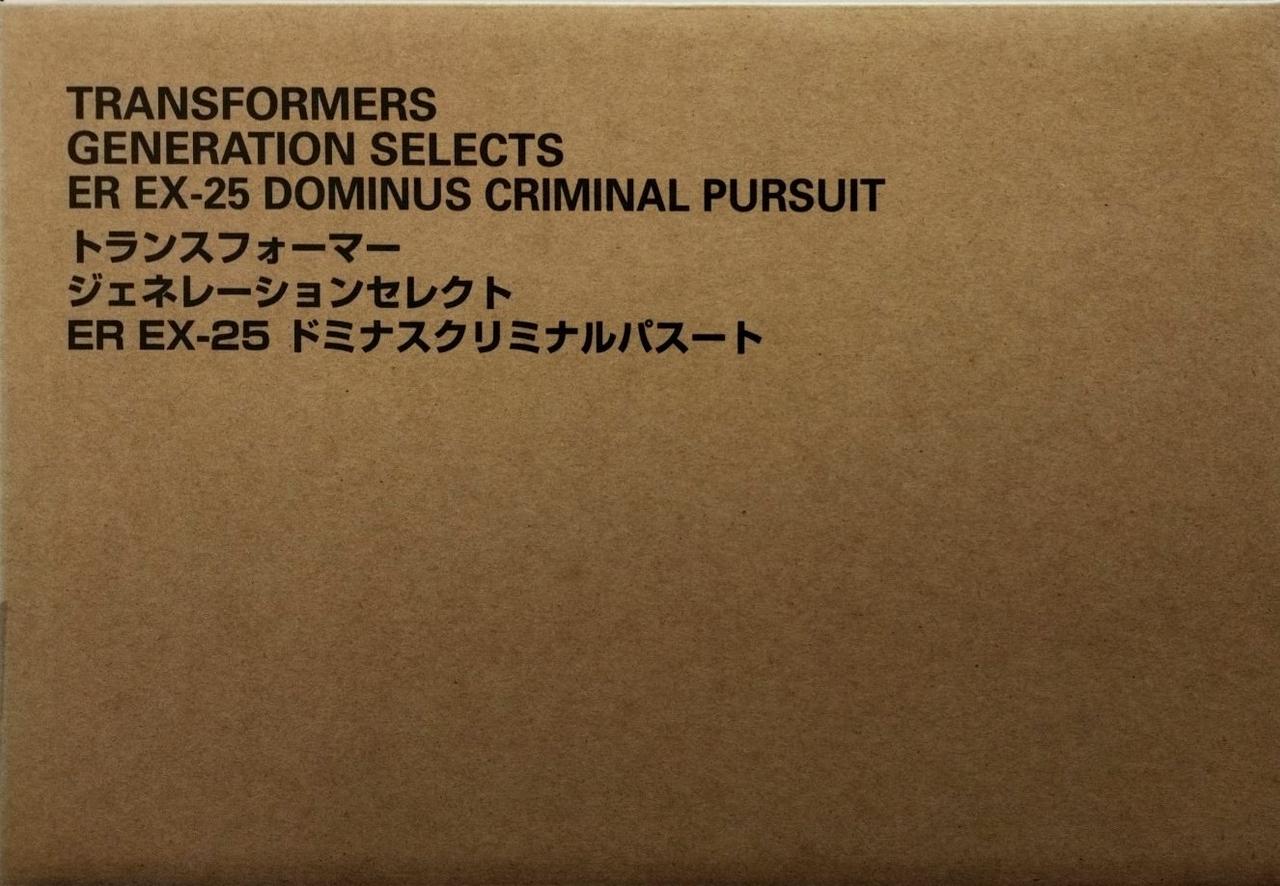 TRANSFORMERS
GENERATION SELECTS
ER EX-25 DOMINUS CRIMINAL PURSUIT
トランスフォーマー
ジェネレーションセレクト
ER EX-25 ドミナスクリミナルパスート